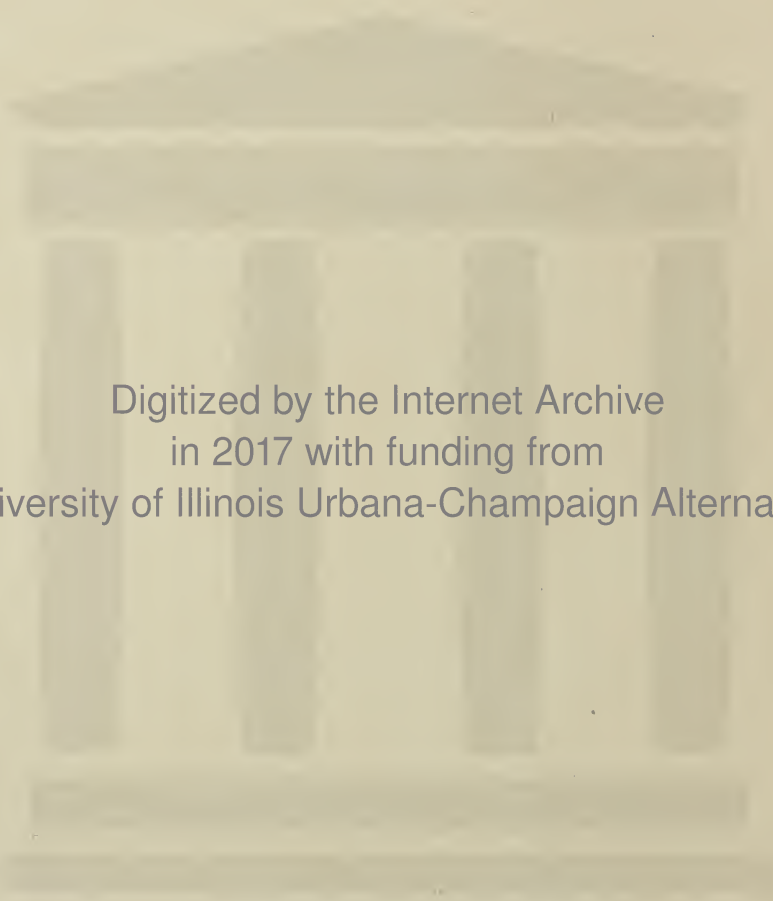 Digitized by the Internet Archive
in 2017 with funding from
iversity of Illinois Urbana-Champaign Alterna